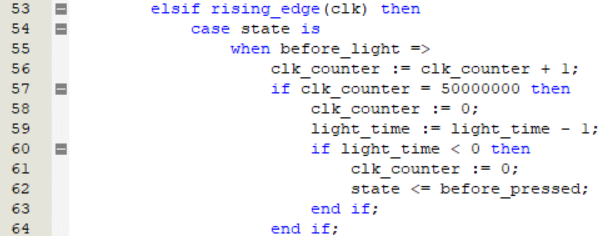 53 elsif rising_edge(clk) then
54 case state is
55 when before_light =>
56 clk_counter := clk_counter + 1;
57 if clk_counter = 50000000 then
58 clk_counter := 0;
59 light_time := light_time - 1;
60 if light_time < 0 then
61 clk_counter := 0;
62 state <= before_pressed;
63 end if;
64 end if;